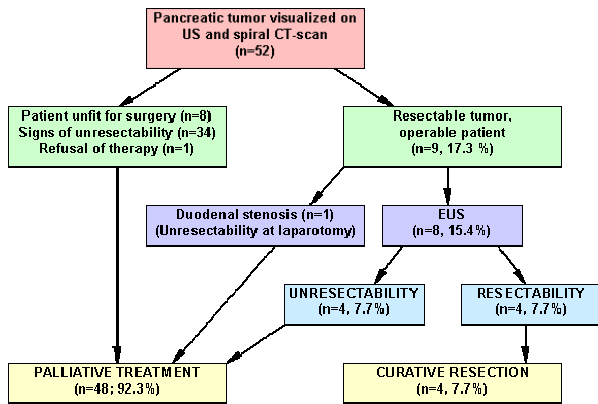 Pancreatic tumor visualized on
US and spiral CT-scan
(n=52)
Patient unfit for surgery (n=8)
Signs of unresectability (n=34)
Refusal of therapy (n=1)
Resectable tumor,
operable patient
n=9, 17.3 %)
Duodenal stenosis (n=1)
(Unresectability at laparotomy)
EUS
(n=8, 15.4%)
UNRESECTABILITY
(n=4, 7.7%)
RESECTABILITY
(n=4, 7.7%)
PALLIATIVE TREATMENT
(n=48; 92.3%)
CURATIVE RESECTION
(n=4, 7.7%)